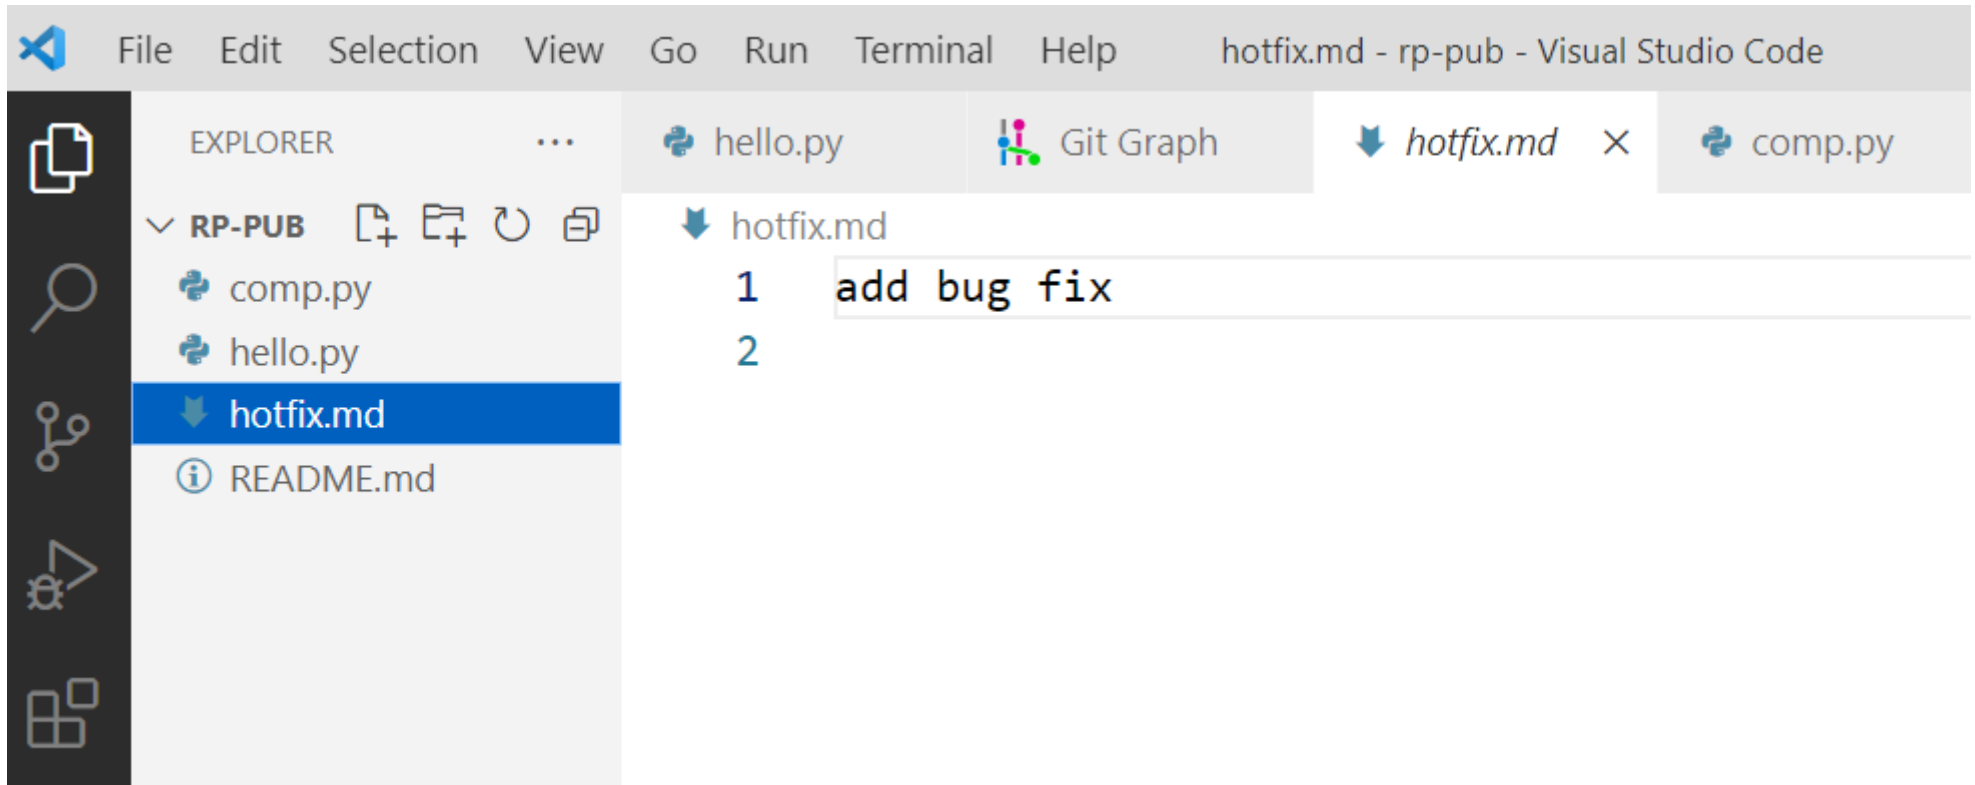 File Edit Selection View Go Run Terminal Help hotfix.md - rp-pub - Visual Studio Code
EXPLORER ...
RP-PUB
comp.py
hello.py
hotfix.md
README.md
hello.py Git Graph hotfix.md comp.py
hotfix.md
1 add bug fix
2